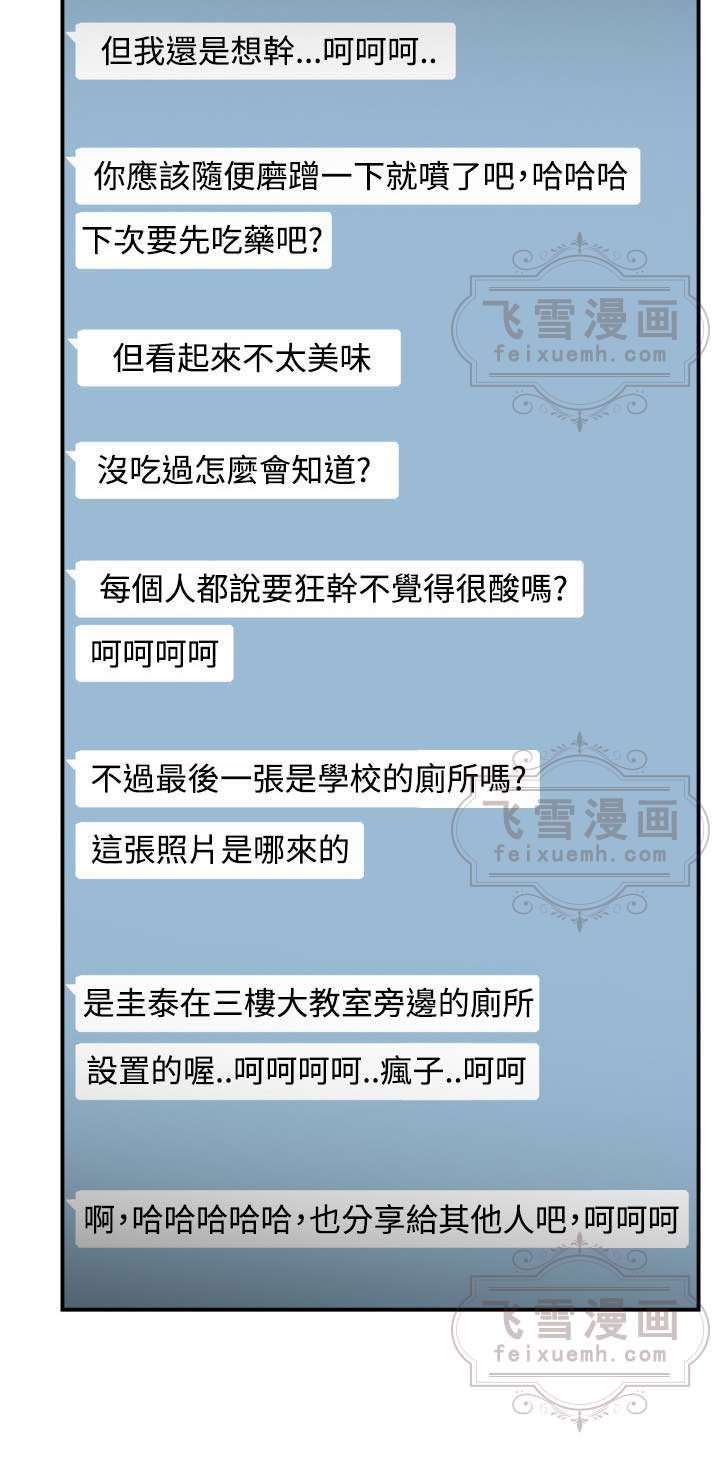 但我還是想幹...呵呵呵..
你應該隨便磨蹭一下就噴了吧,哈哈哈
下次要先吃藥吧?
飞雪漫画
feixuemh.com
但看起來不太美味
沒吃過怎麼會知道?
每個人都說要狂幹不覺得很酸嗎?
呵呵呵呵
不過最後一張是學校的廁所嗎?
飞雪漫画
feixuemh.com
這張照片是哪來的
是圭泰在三樓大教室旁邊的廁所
設置的喔..呵呵呵呵..瘋子..呵呵
啊,哈哈哈哈哈,也分享給其他人吧,呵呵呵
飞雪漫画
feixuemh.com